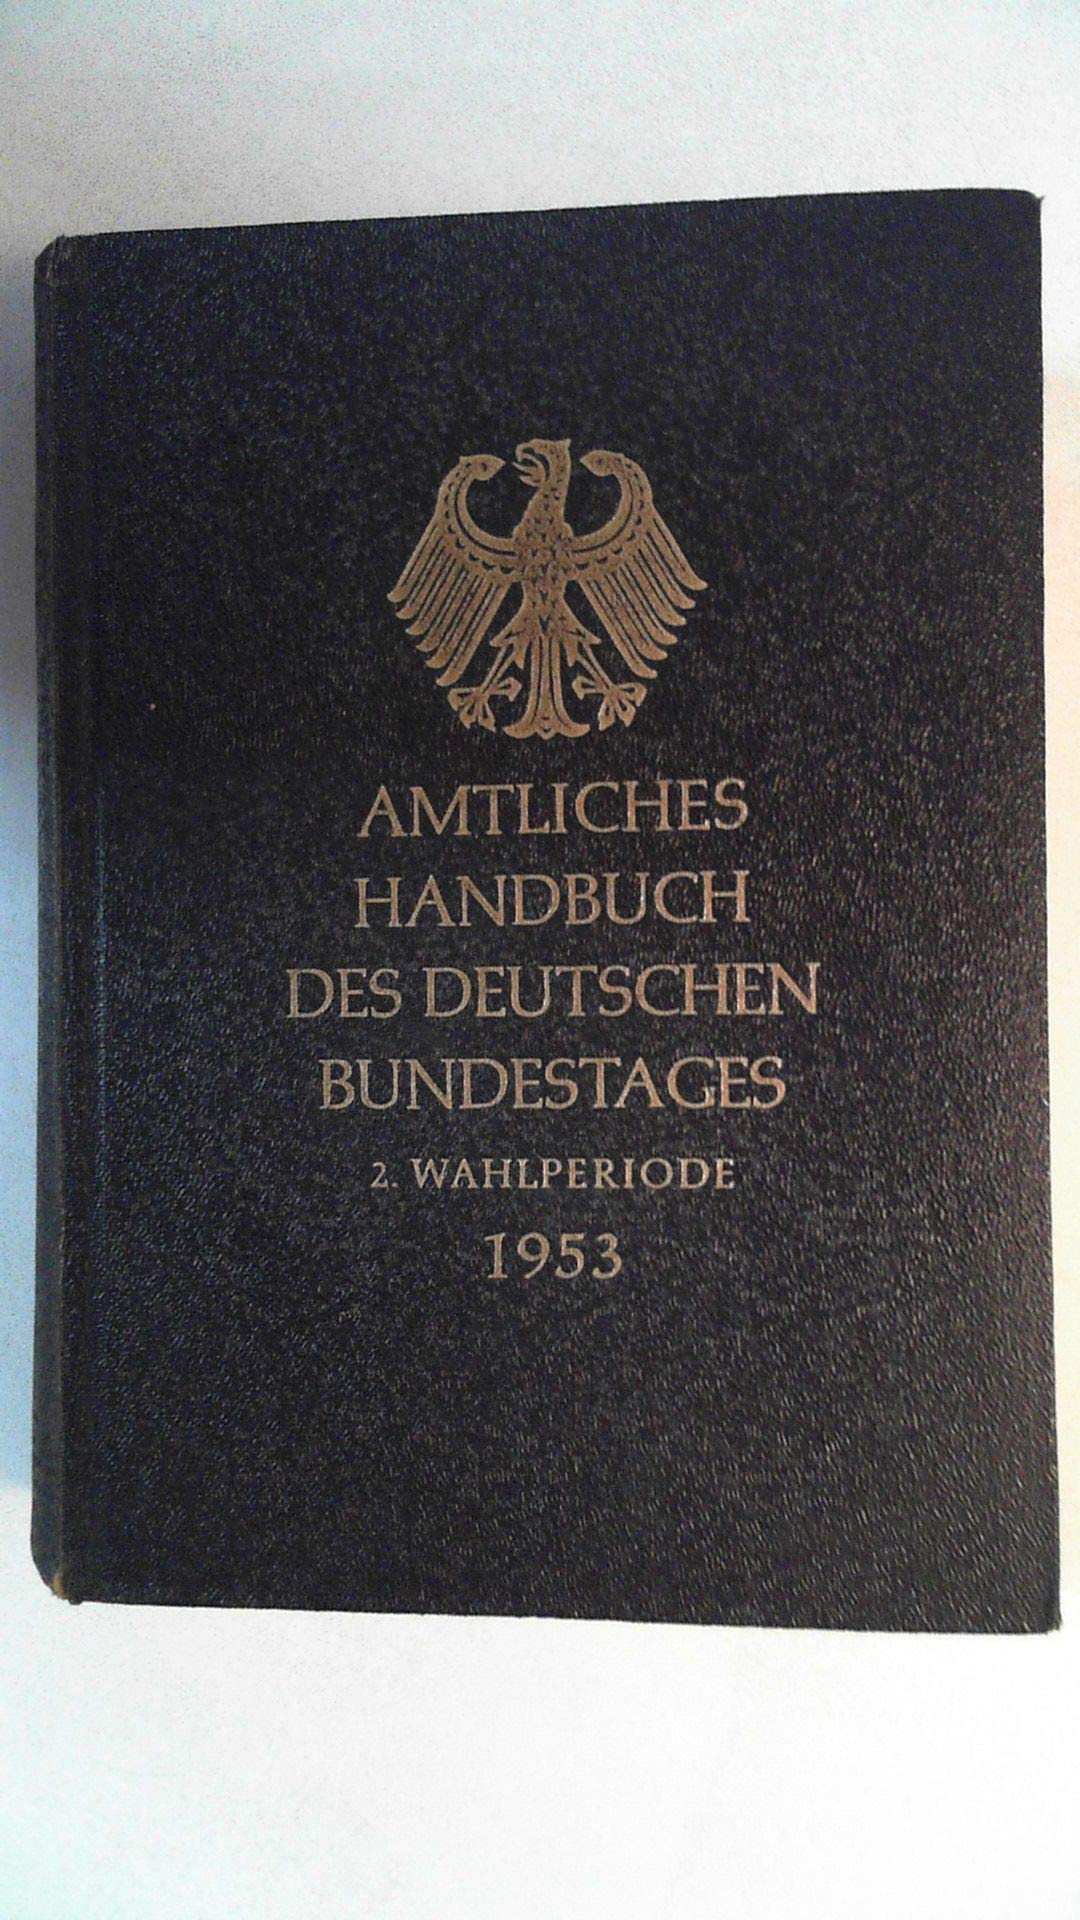 AMTLICHES
HANDBUCH
DES DEUTSCHEN
BUNDESTAGES
2. WAHLPERIODE
1953